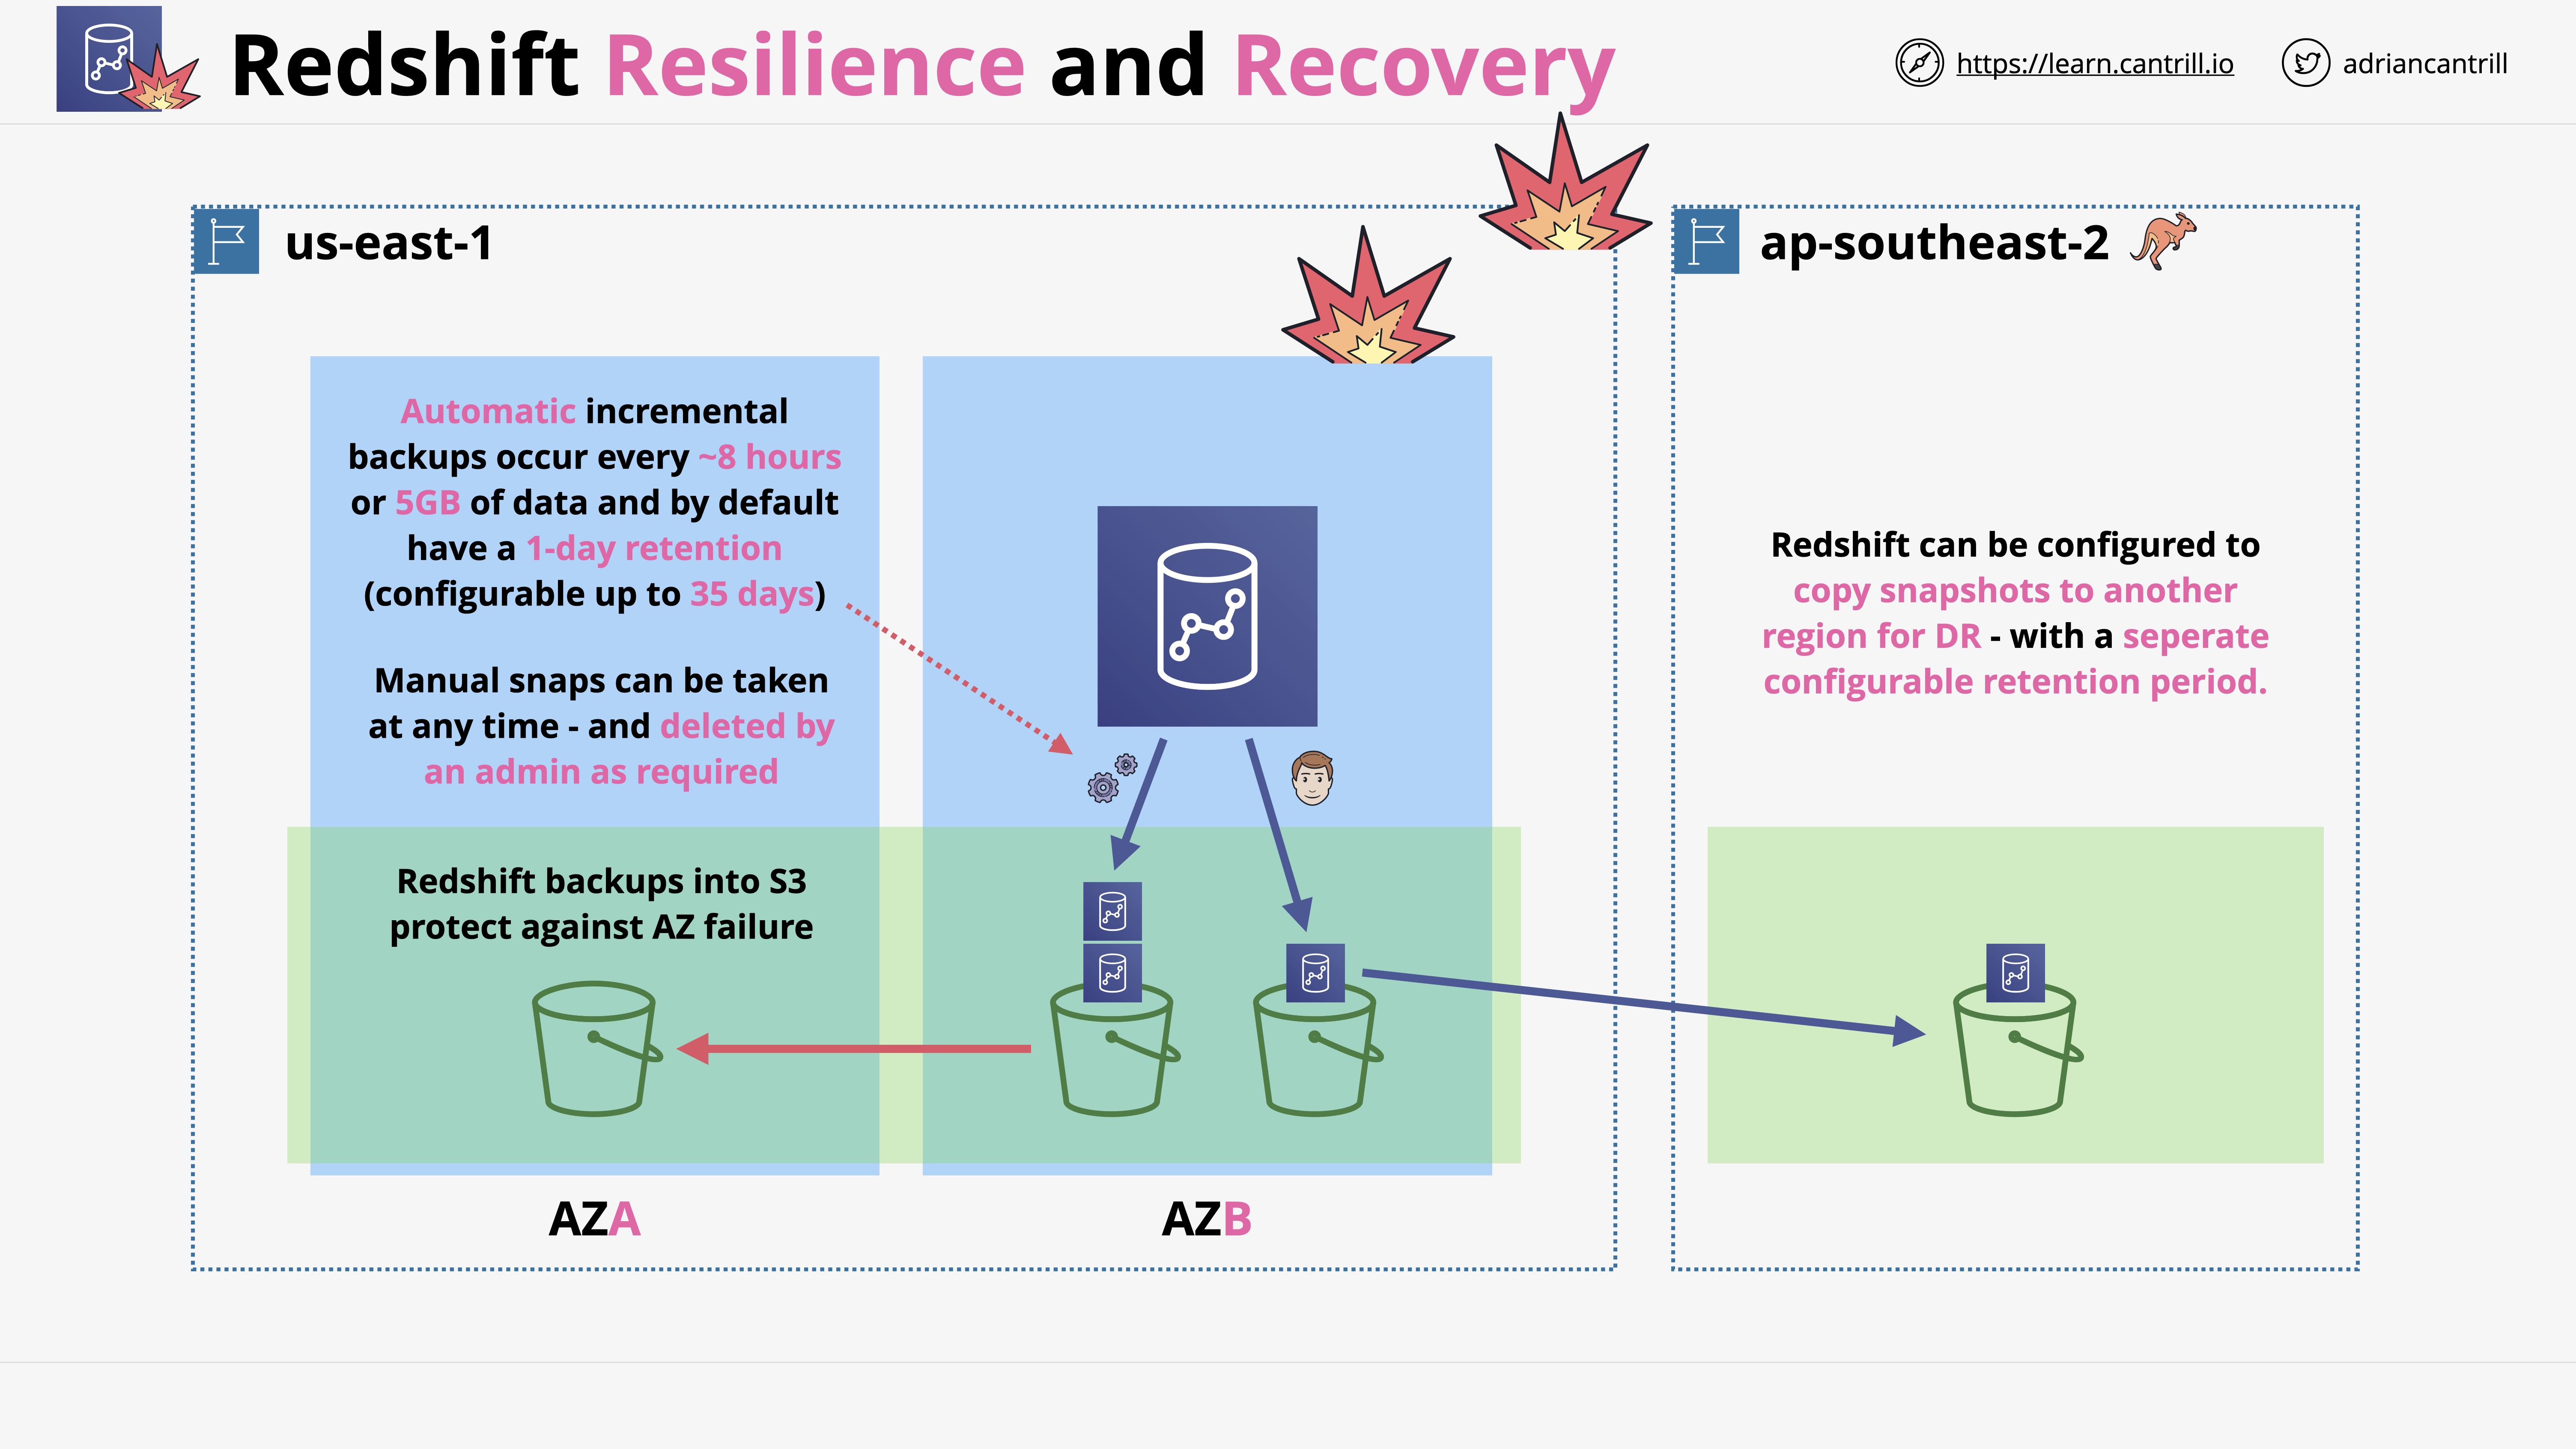 Redshift Resilience and Recovery
https://learn.cantrill.io
adriancantrill
us-east-1
ap-southeast-2
Automatic incremental
backups occur every ~8 hours
or 5GB of data and by default
have a 1-day retention
(configurable up to 35 days)
Manual snaps can be taken
at any time - and deleted by
an admin as required
Redshift backups into S3
protect against AZ failure
Redshift can be configured to
copy snapshots to another
region for DR - with a seperate
configurable retention period.
AZA
AZB